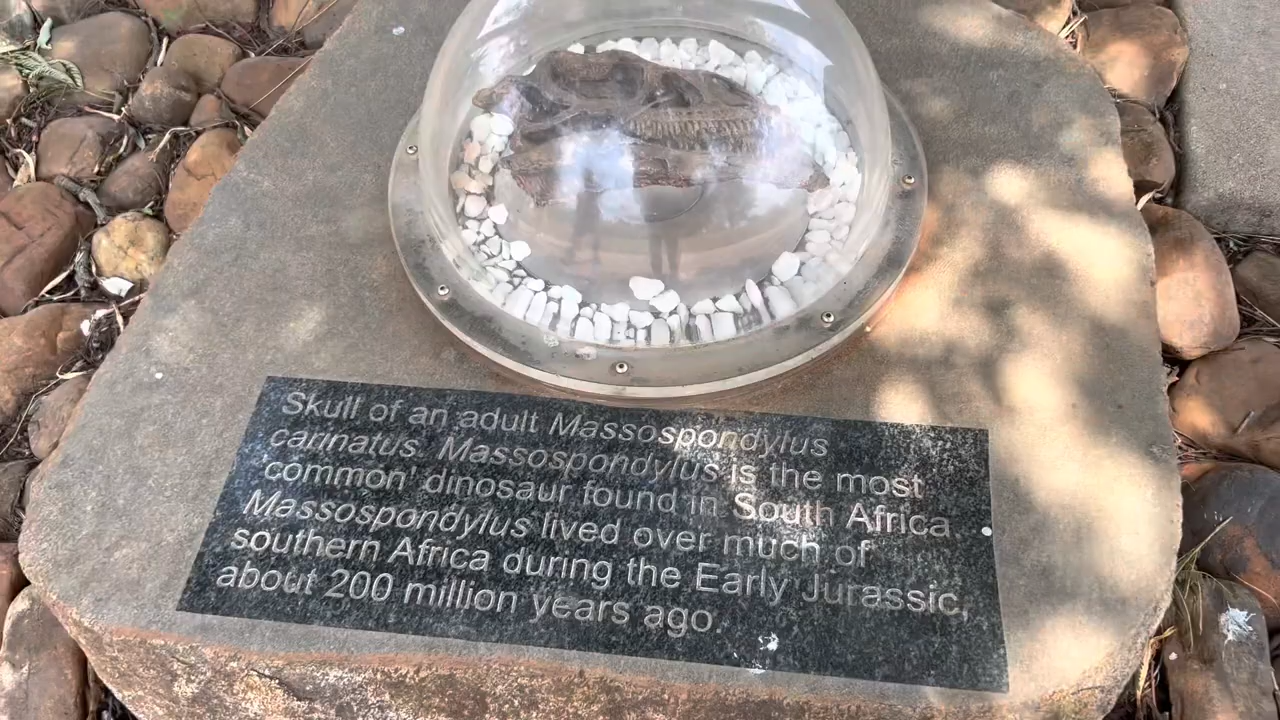 Skull of an adult Massospondylus
carinatus. Massospondylus is the most
common dinosaur found in South Africa.
Massospondylus lived over much of
southern Africa during the Early Jurassic,
about 200 million years ago.